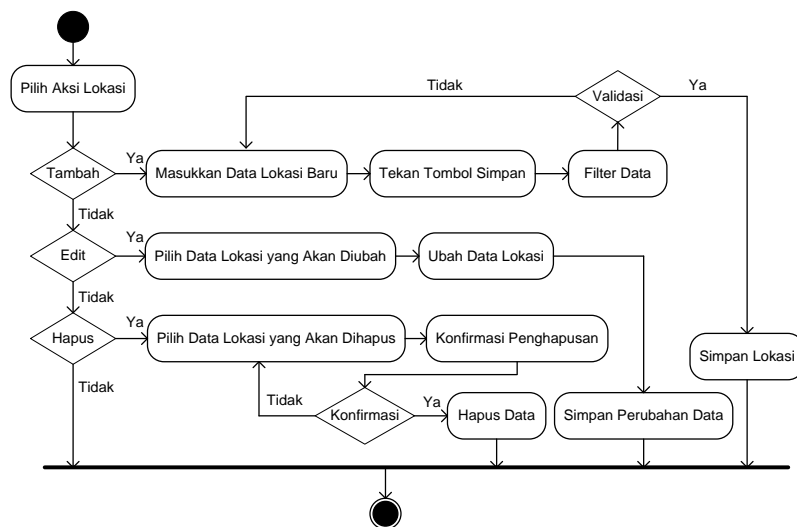 Pilih Aksi Lokasi
Tidak
Validasi
Ya
Tambah
Ya
Masukkan Data Lokasi Baru
Tekan Tombol Simpan
Filter Data
Tidak
Edit
Ya
Pilih Data Lokasi yang Akan Diubah
Ubah Data Lokasi
Tidak
Hapus
Ya
Pilih Data Lokasi yang Akan Dihapus
Konfirmasi Penghapusan
Simpan Lokasi
Tidak
Tidak
Konfirmasi
Ya
Hapus Data
Simpan Perubahan Data